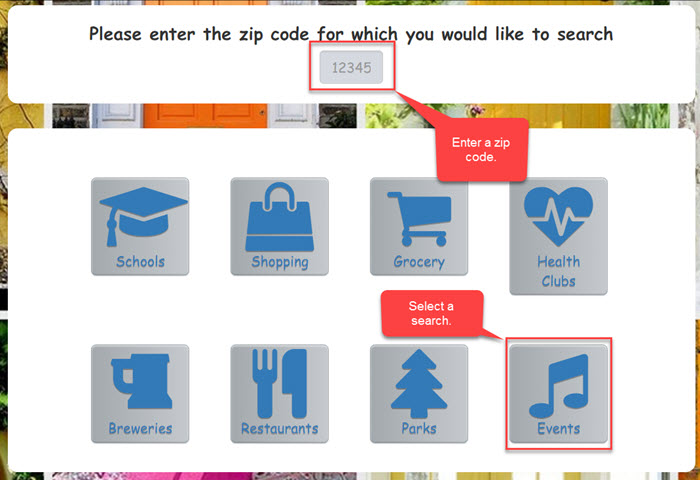 Please enter the zip code for which you would like to search
12345
Enter a zip
code.
Schools
Shopping
Grocery
Health
Clubs
Select a
search.
Breweries
Restaurants
Parks
Events